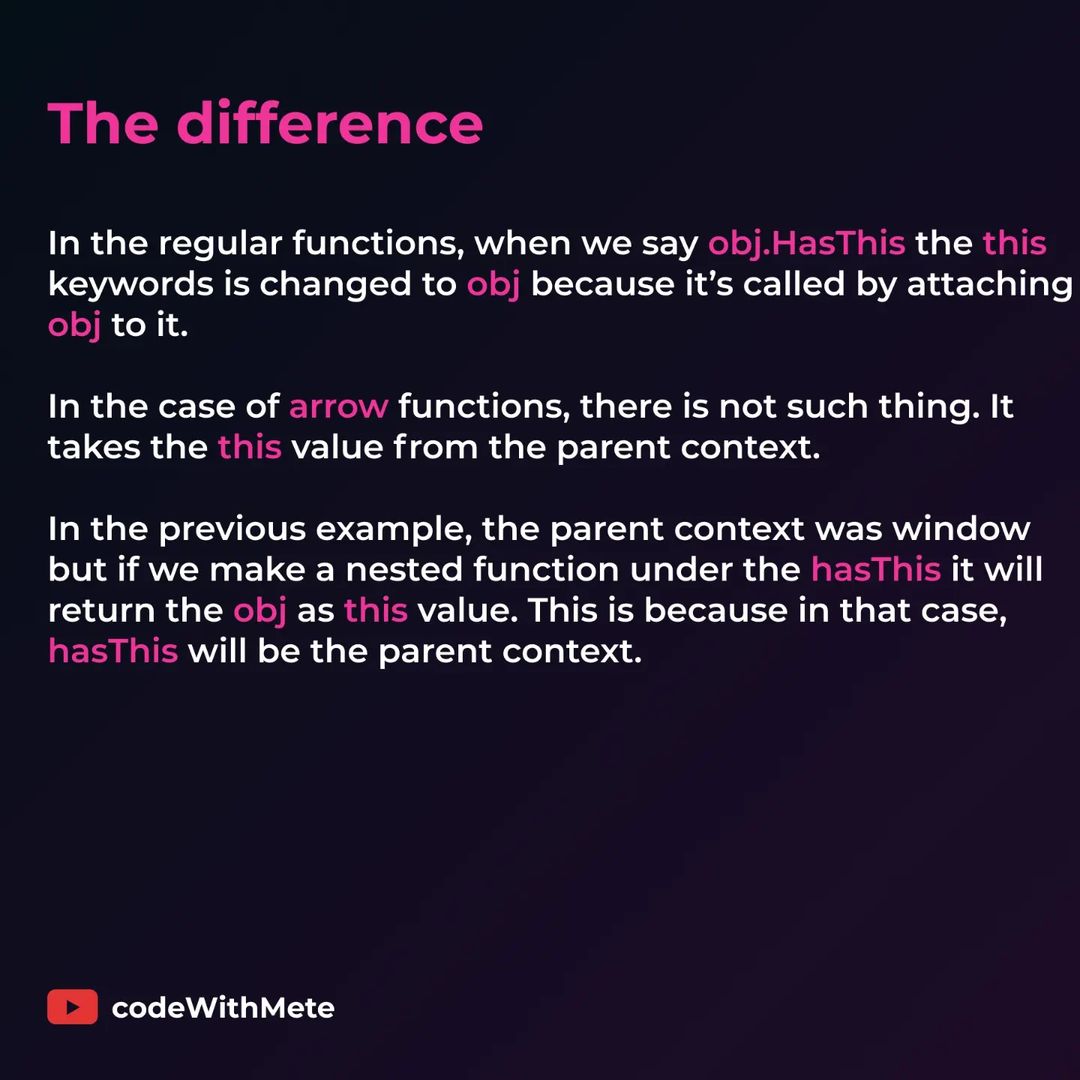 The difference
In the regular functions, when we say obj.HasThis the this
keywords is changed to obj because it’s called by attaching
obj to it.
In the case of arrow functions, there is not such thing. It
takes the this value from the parent context.
In the previous example, the parent context was window
but if we make a nested function under the hasThis it will
return the obj as this value. This is because in that case,
hasThis will be the parent context.
codeWithMete